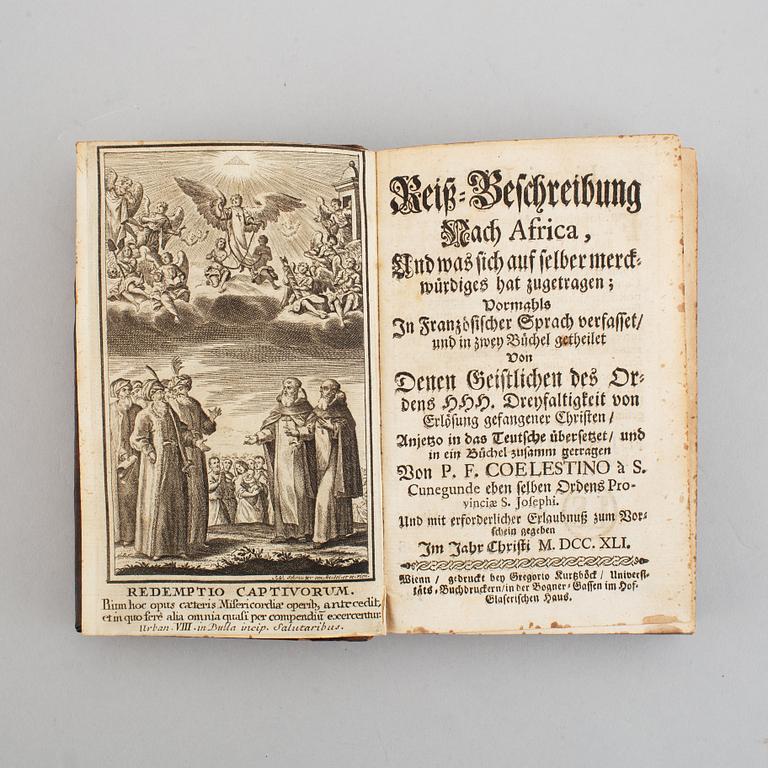 REDEMPTIO CAPTIVORUM.
Pium hoc opus cæteris Misericordiæ operib, antecedit,
et in quo ferè alia omnia quasi per compendiū excercentur.
Urban. VIII. in Bulla incip. Salutaribus.
Reiß-Beschreibung
Nach Africa,
Und was sich auf selber merck-
würdiges hat zugetragen;
Vormahls
In Französischer Sprach verfasset/
und in zwey Büchel getheilet
Von
Denen Geistlichen des Or-
dens HHH. Dreyfaltigkeit von
Erlösung gefangener Christen/
Anjetzo in das Teutsche übersetzet/ und
in ein Büchel zusamm getragen
Von P. F. COELESTINO à S.
Cunegunde eben selben Ordens Pro-
vinciæ S. Josephi.
Und mit erforderlicher Erlaubnuß zum Vor-
schein gegeben
Im Jahr Christi M. DCC. XLI.
Wienn/ gedruckt bey Gregorio Kurtzböck/ Universi-
täts-Buchdruckern/in der Bogner-Gassen im Hof-
Glaserischen Haus.